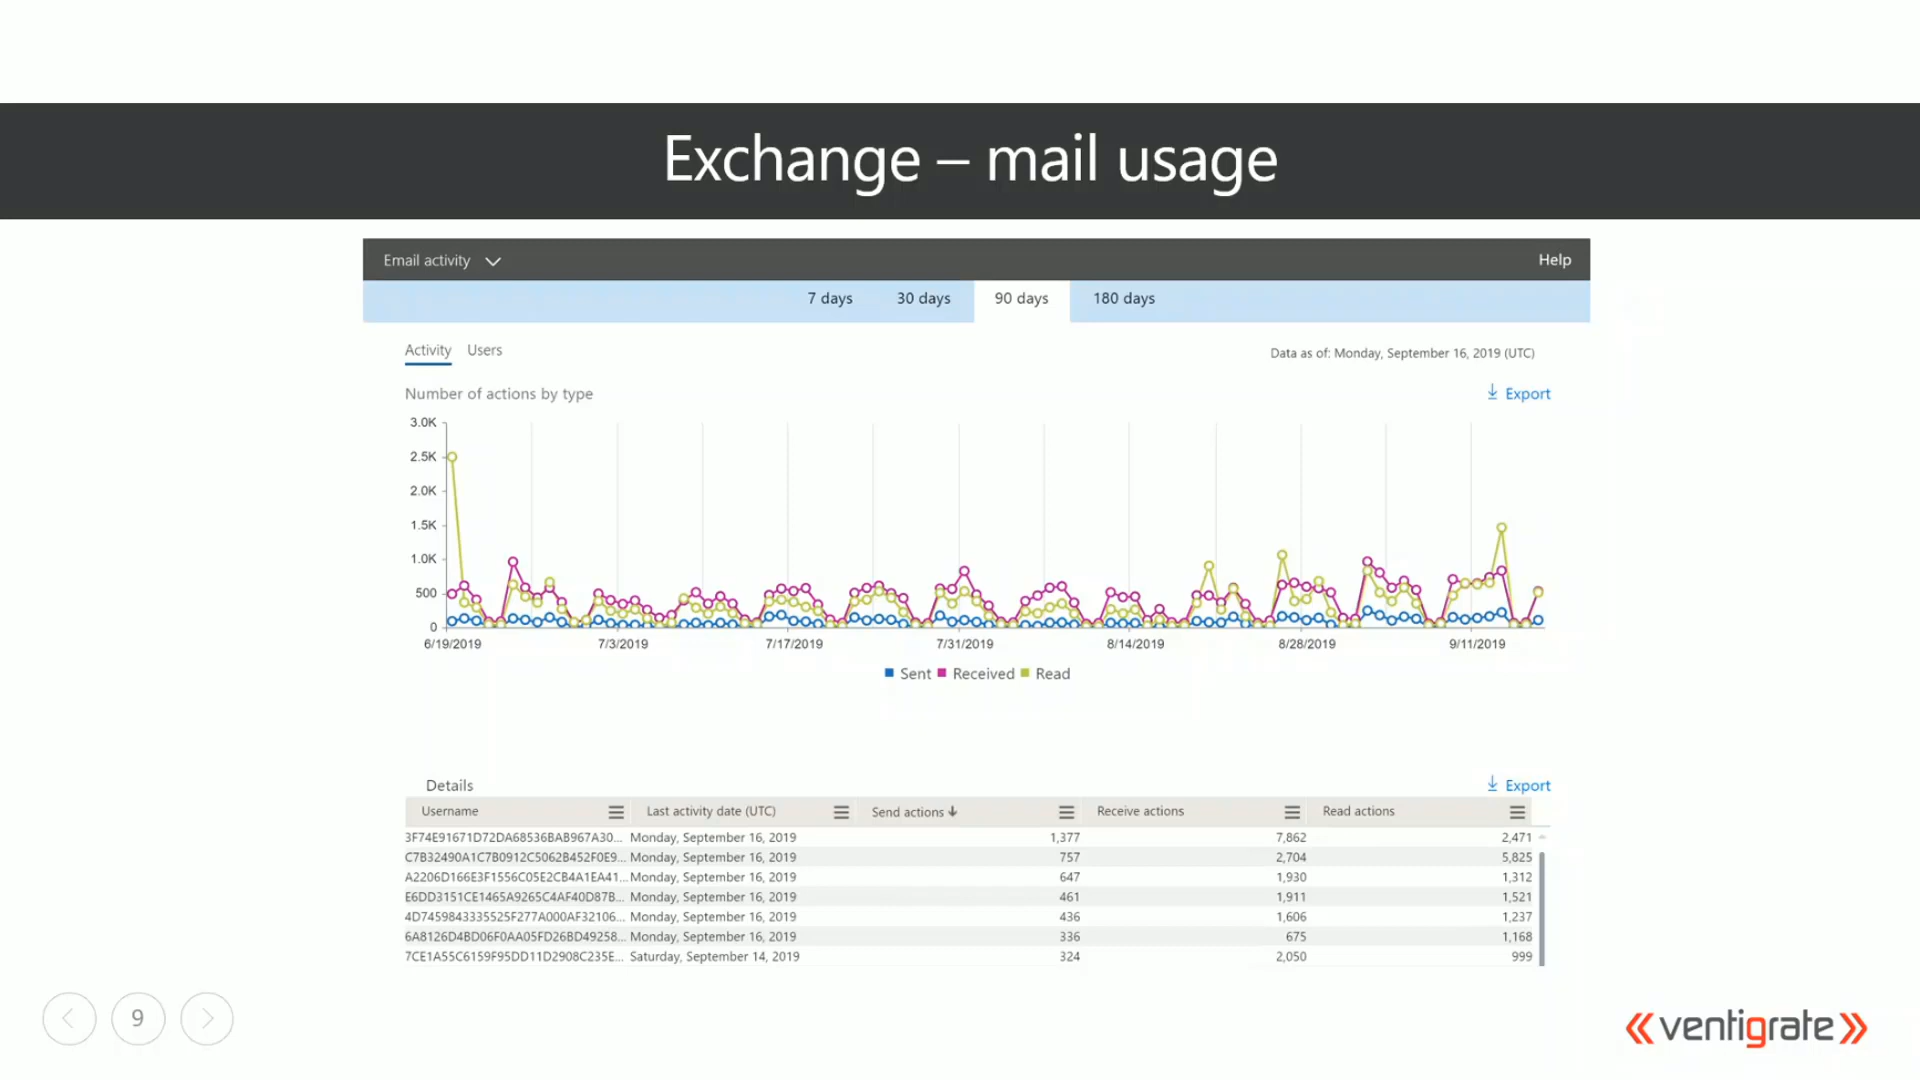 Exchange – mail usage
Email activity
Help
7 days 30 days 90 days 180 days
Activity Users
Data as of: Monday, September 16, 2019 (UTC)
Number of actions by type
Export
3.0K
2.5K
2.0K
1.5K
1.0K
500
0
6/19/2019 7/3/2019 7/17/2019 7/31/2019 8/14/2019 8/28/2019 9/11/2019
Sent Received Read
Details
Export
Username Last activity date (UTC) Send actions Receive actions Read actions
3F74E91671D72DA68536BAB967A30... Monday, September 16, 2019 1,377 7,862 2,471
C7B32490A1C7B0912C5062B452F0E9... Monday, September 16, 2019 757 2,704 5,825
A2206D166E3F1556C05E2CB4A1EA41... Monday, September 16, 2019 647 1,930 1,312
E6DD3151CE1465A9265C4AF40D87B... Monday, September 16, 2019 461 1,911 1,521
4D7459843335525F277A000AF32106... Monday, September 16, 2019 436 1,606 1,237
6A8126D4BD06F0AA05FD26BD49258... Monday, September 16, 2019 336 675 1,168
7CE1A55C6159F95DD11D2908C235E... Saturday, September 14, 2019 324 2,050 999
9
ventigrate